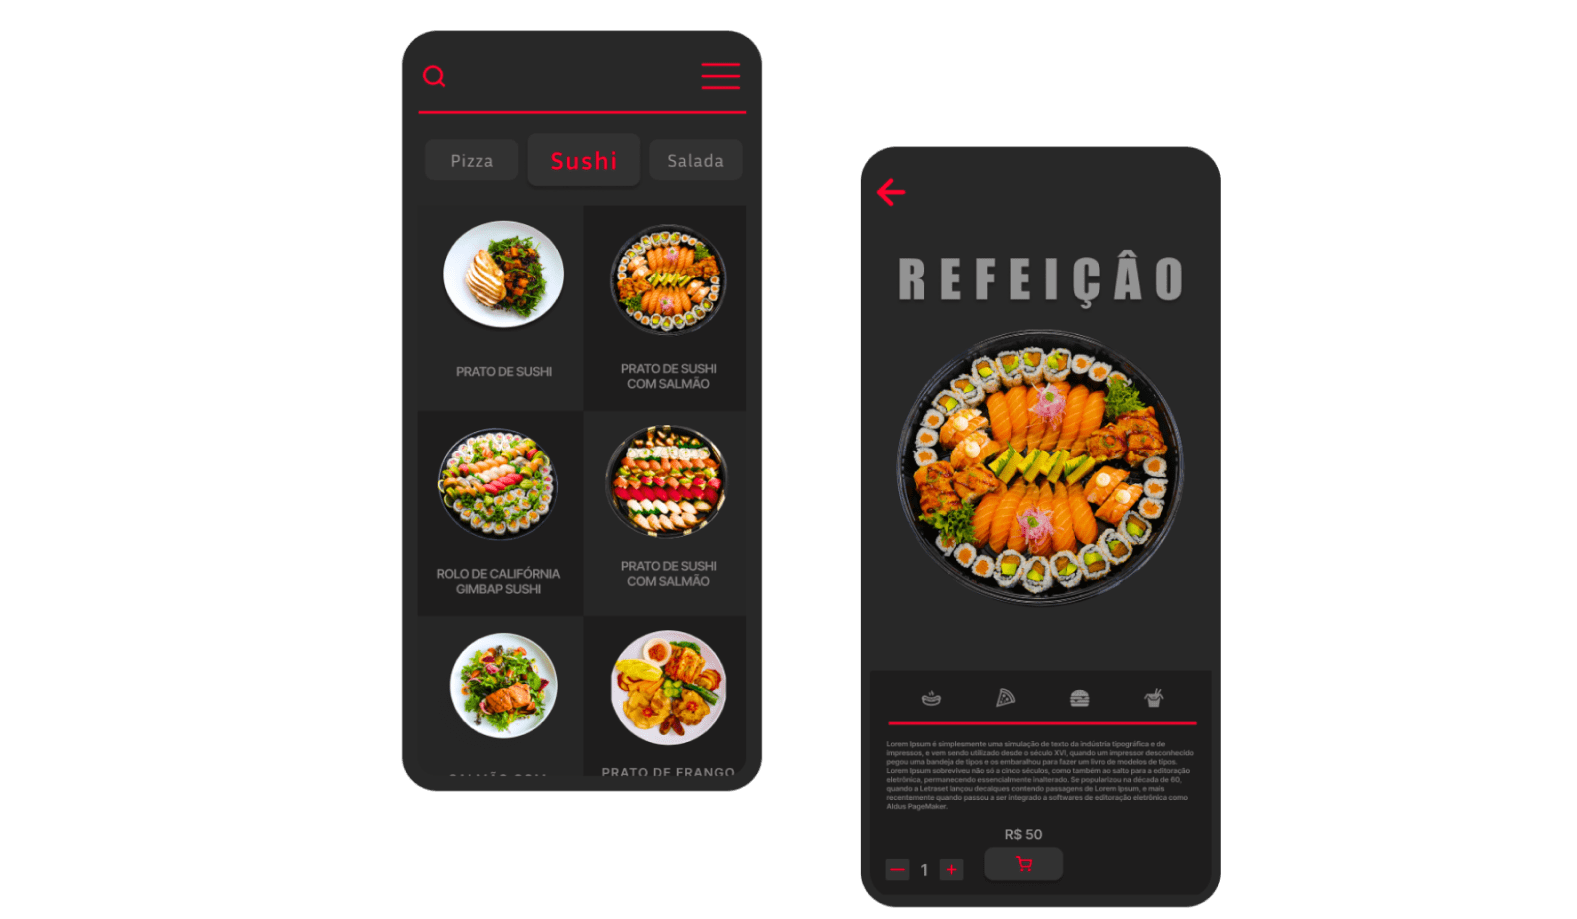 Pizza
Sushi
Salada
PRATO DE SUSHI
PRATO DE SUSHI
COM SALMÃO
ROLO DE CALIFÓRNIA
GIMBAP SUSHI
PRATO DE SUSHI
COM SALMÃO
SALMÃO COM
PRATO DE FRANGO
REFEIÇÂO
Lorem Ipsum é simplesmente uma simulação de texto da indústria tipográfica e de
impressos, e vem sendo utilizado desde o século XVI, quando um impressor desconhecido
pegou uma bandeja de tipos e os embaralhou para fazer um livro de modelos de tipos.
Lorem Ipsum sobreviveu não só a cinco séculos, como também ao salto para a editoração
eletrônica, permanecendo essencialmente inalterado. Se popularizou na década de 60,
quando a Letraset lançou decalques contendo passagens de Lorem Ipsum, e mais
recentemente quando passou a ser integrado a softwares de editoração eletrônica como
Aldus PageMaker.
R$ 50
1